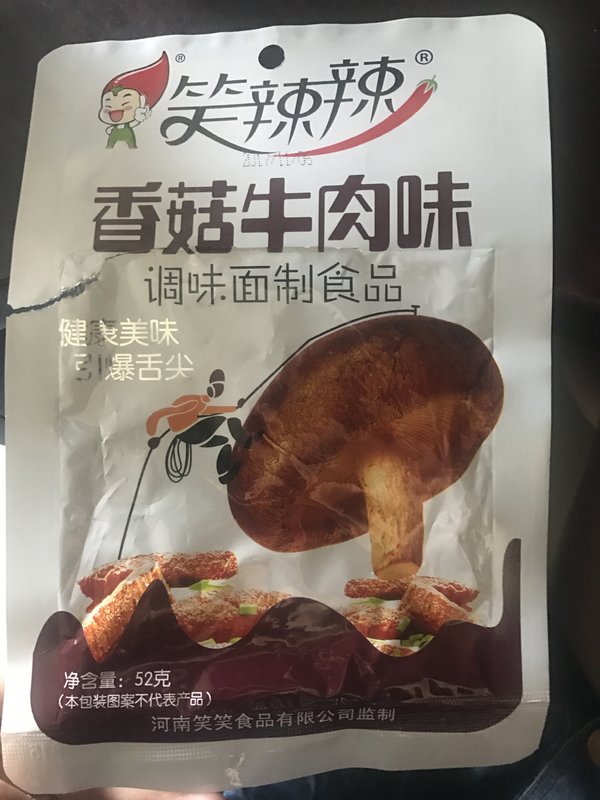 笑辣辣
香菇牛肉味
调味面制食品
健康美味
引爆舌尖
净含量：52克
（本包装图案不代表产品）
河南笑笑食品有限公司监制